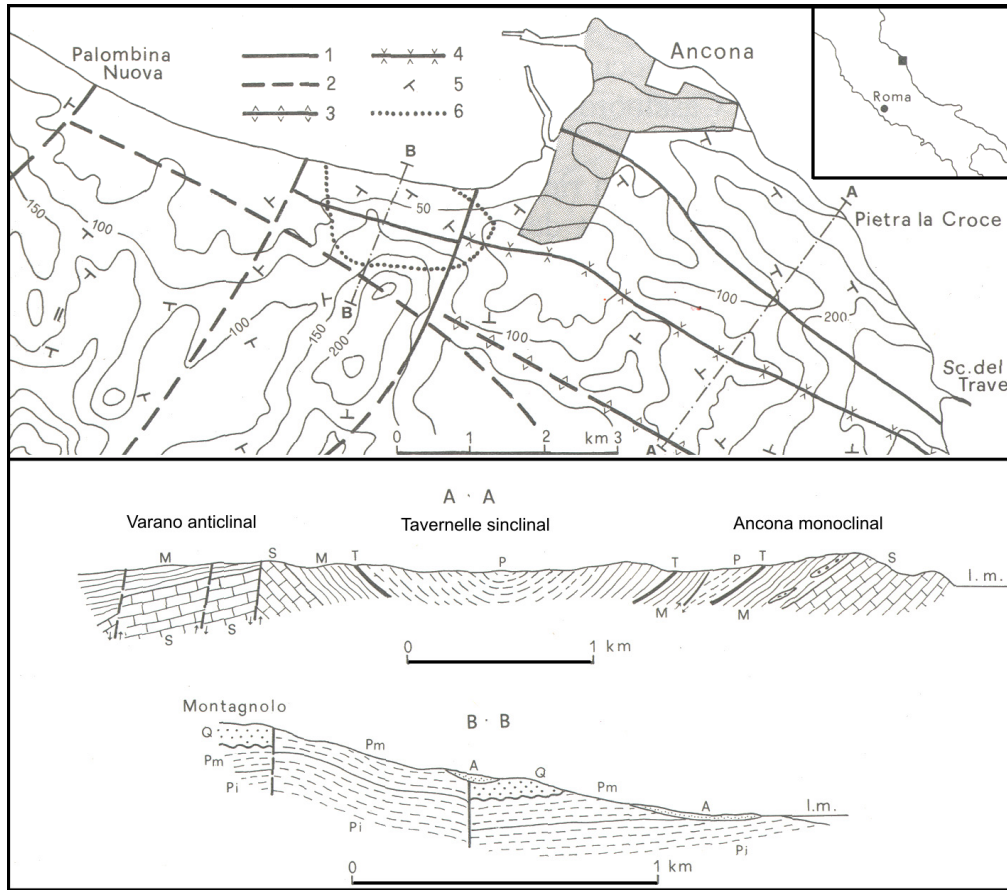 Palombina
Nuova
1
2
3
4
5
6
Ancona
Roma
B
B
50
150
100
100
150
200
100
100
200
A
A
Pietra la Croce
Sc. del
Trave
0 1 2 km 3
A · A
Varano anticlinal
Tavernelle sinclinal
Ancona monoclinal
M S M T P T P T S
l.m.
S S M M
0 1 km
Montagnolo
B · B
Q
Pm
A
Q
Pm
Pm
A
l.m.
Pi
Pi
Pi
0 1 km